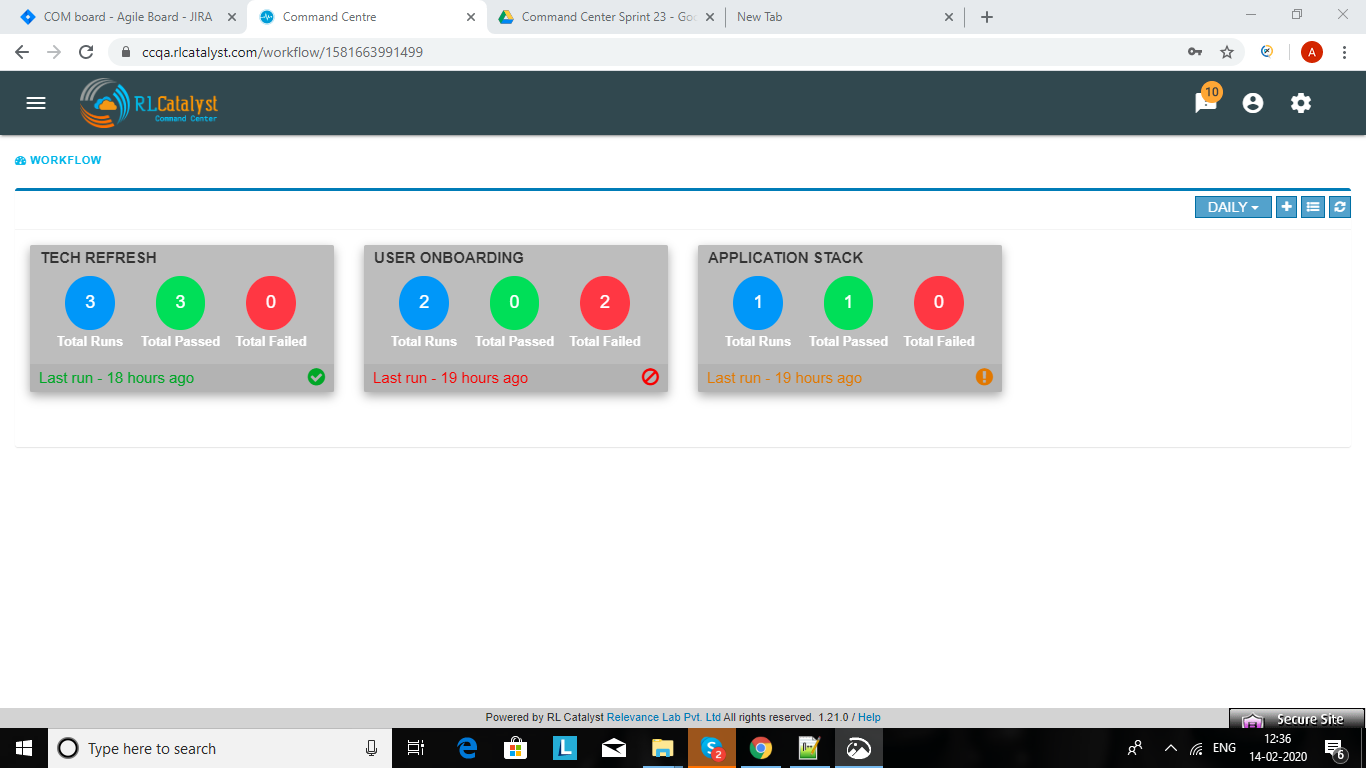 COM board - Agile Board - JIRA
Command Centre
Command Center Sprint 23 - Goo
New Tab
ccqa.rlcatalyst.com/workflow/1581663991499
A
RLCatalyst
Command Center
10
WORKFLOW
DAILY
TECH REFRESH
3 3 0
Total Runs Total Passed Total Failed
Last run - 18 hours ago
USER ONBOARDING
2 0 2
Total Runs Total Passed Total Failed
Last run - 19 hours ago
APPLICATION STACK
1 1 0
Total Runs Total Passed Total Failed
Last run - 19 hours ago
Powered by RL Catalyst Relevance Lab Pvt. Ltd All rights reserved. 1.21.0 / Help
Secure Site
Type here to search
L
2
ENG
12:36
14-02-2020
6